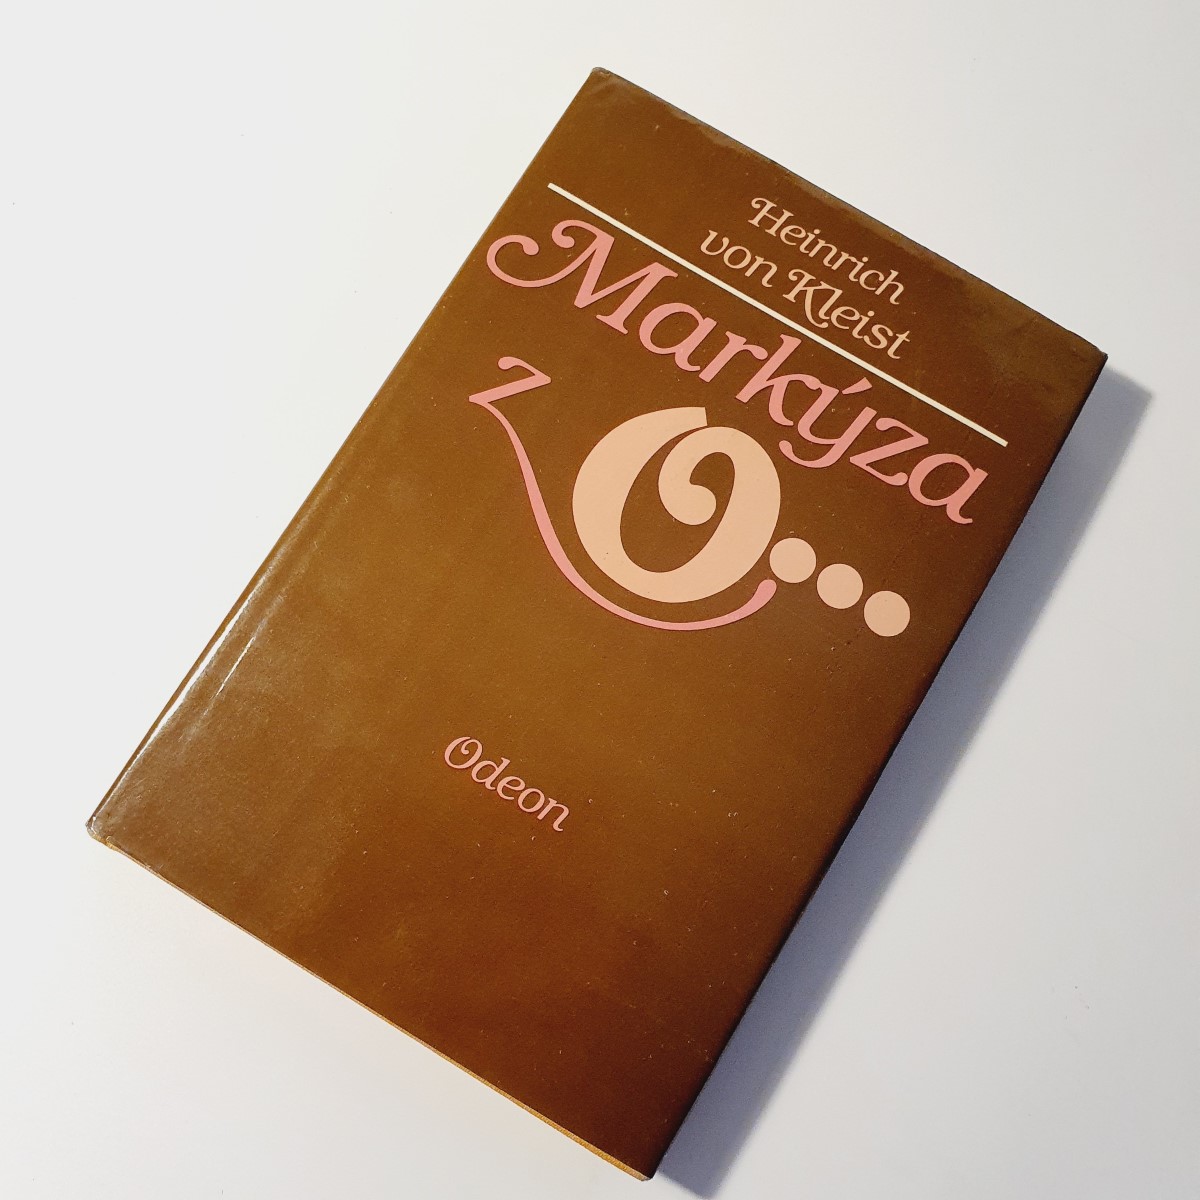 Heinrich
von Kleist
Markýza
z O...
Odeon